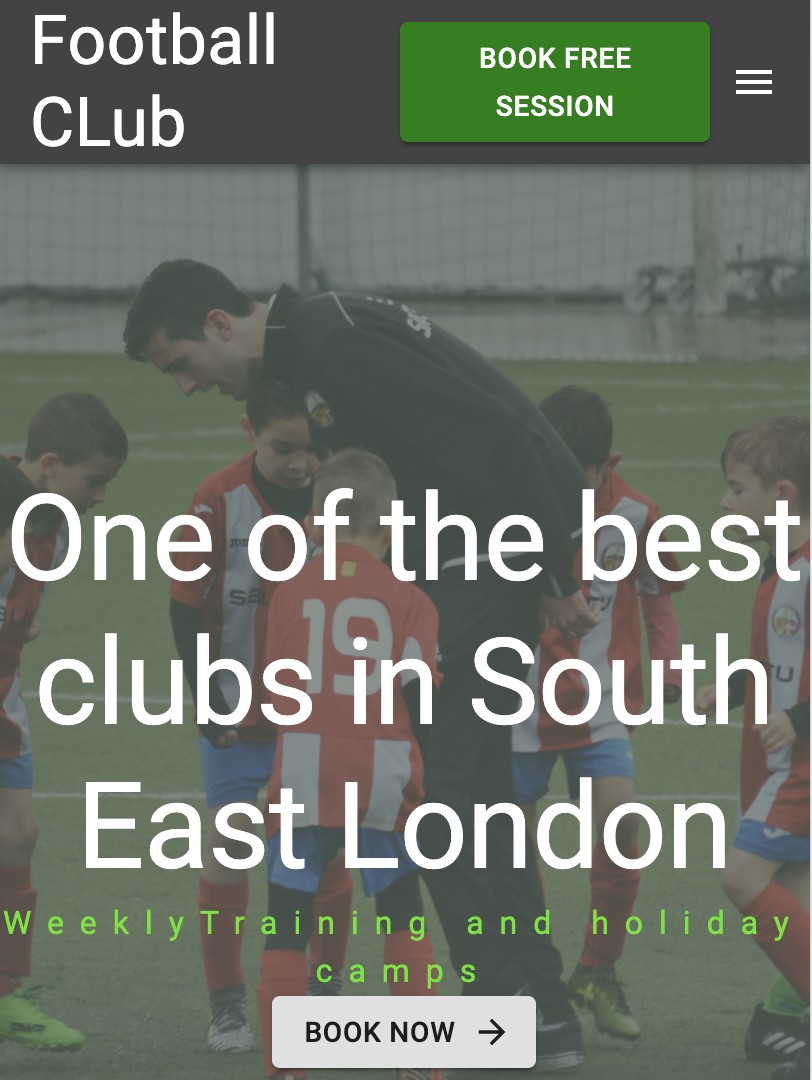 Football
CLub
BOOK FREE
SESSION
One of the best
clubs in South
East London
WeeklyTraining and holiday
camps
BOOK NOW
19